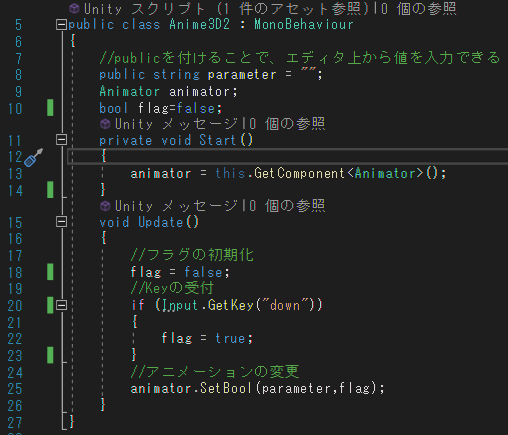 Unity スクリプト (1 件のアセット参照)|0 個の参照
5 public class Anime3D2 : MonoBehaviour
6 {
7 //publicを付けることで、エディタ上から値を入力できる
8 public string parameter = "";
9 Animator animator;
10 bool flag=false;
Unity メッセージ|0 個の参照
11 private void Start()
12 {
13 animator = this.GetComponent<Animator>();
14 }
Unity メッセージ|0 個の参照
15 void Update()
16 {
17 //フラグの初期化
18 flag = false;
19 //Keyの受付
20 if (Input.GetKey("down"))
21 {
22 flag = true;
23 }
24 //アニメーションの変更
25 animator.SetBool(parameter,flag);
26 }
27 }